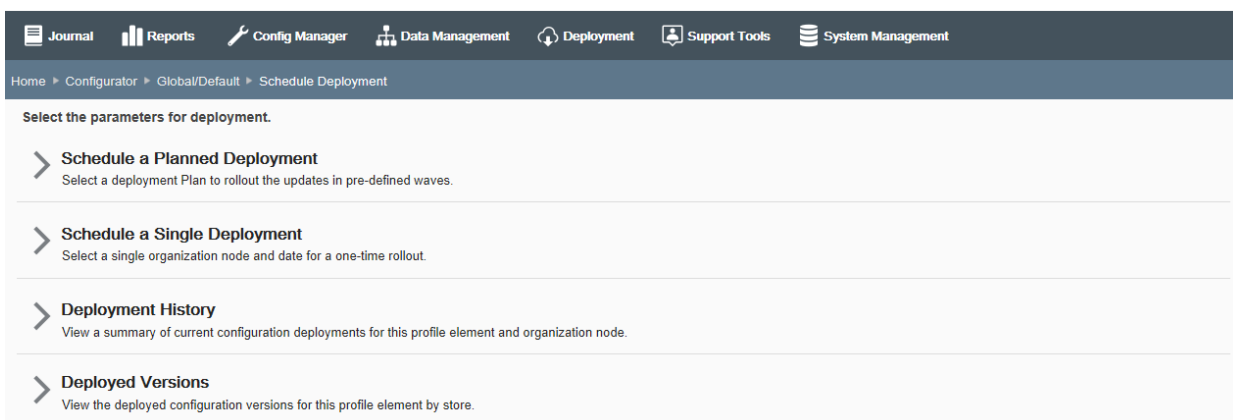 Journal Reports Config Manager Data Management Deployment Support Tools System Management
Home Configurator Global/Default Schedule Deployment
Select the parameters for deployment.
Schedule a Planned Deployment
Select a deployment Plan to rollout the updates in pre-defined waves.
Schedule a Single Deployment
Select a single organization node and date for a one-time rollout.
Deployment History
View a summary of current configuration deployments for this profile element and organization node.
Deployed Versions
View the deployed configuration versions for this profile element by store.